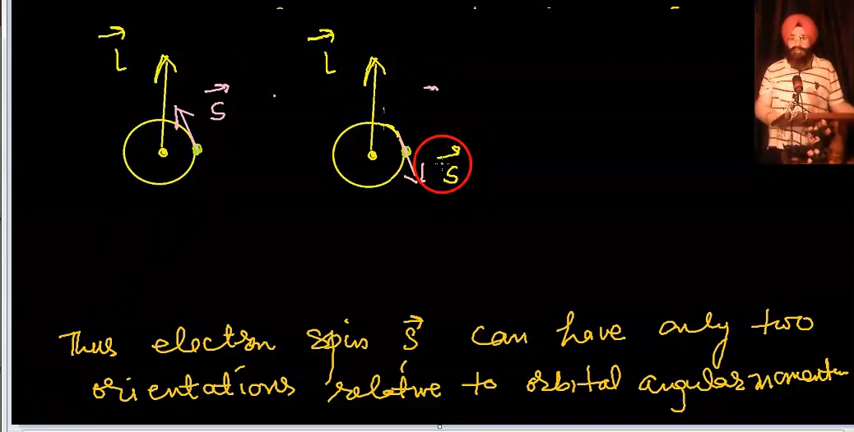 L L
S
S
Thus electron spin S can have only two
orientations relative to orbital angular momentum